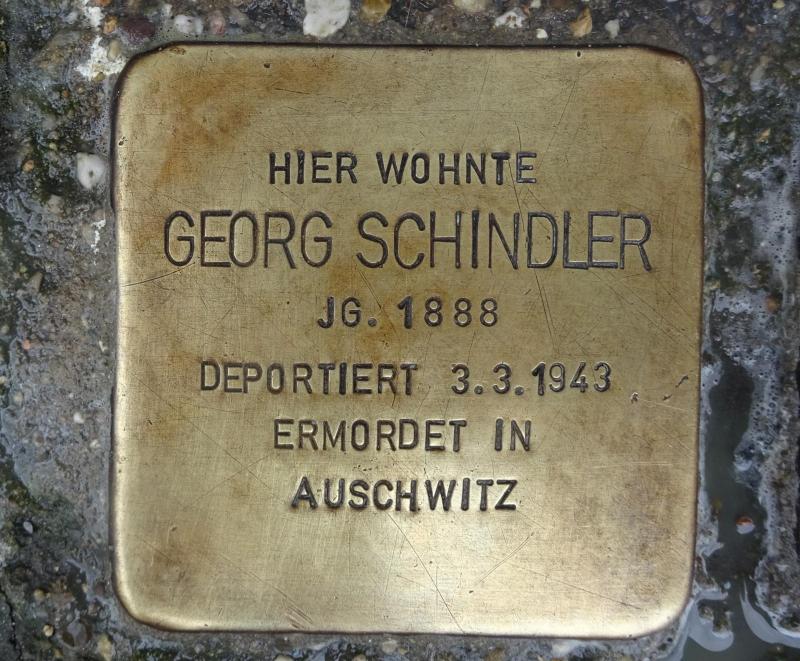 HIER WOHNTE
GEORG SCHINDLER
JG. 1888
DEPORTIERT 3.3.1943
ERMORDET IN
AUSCHWITZ